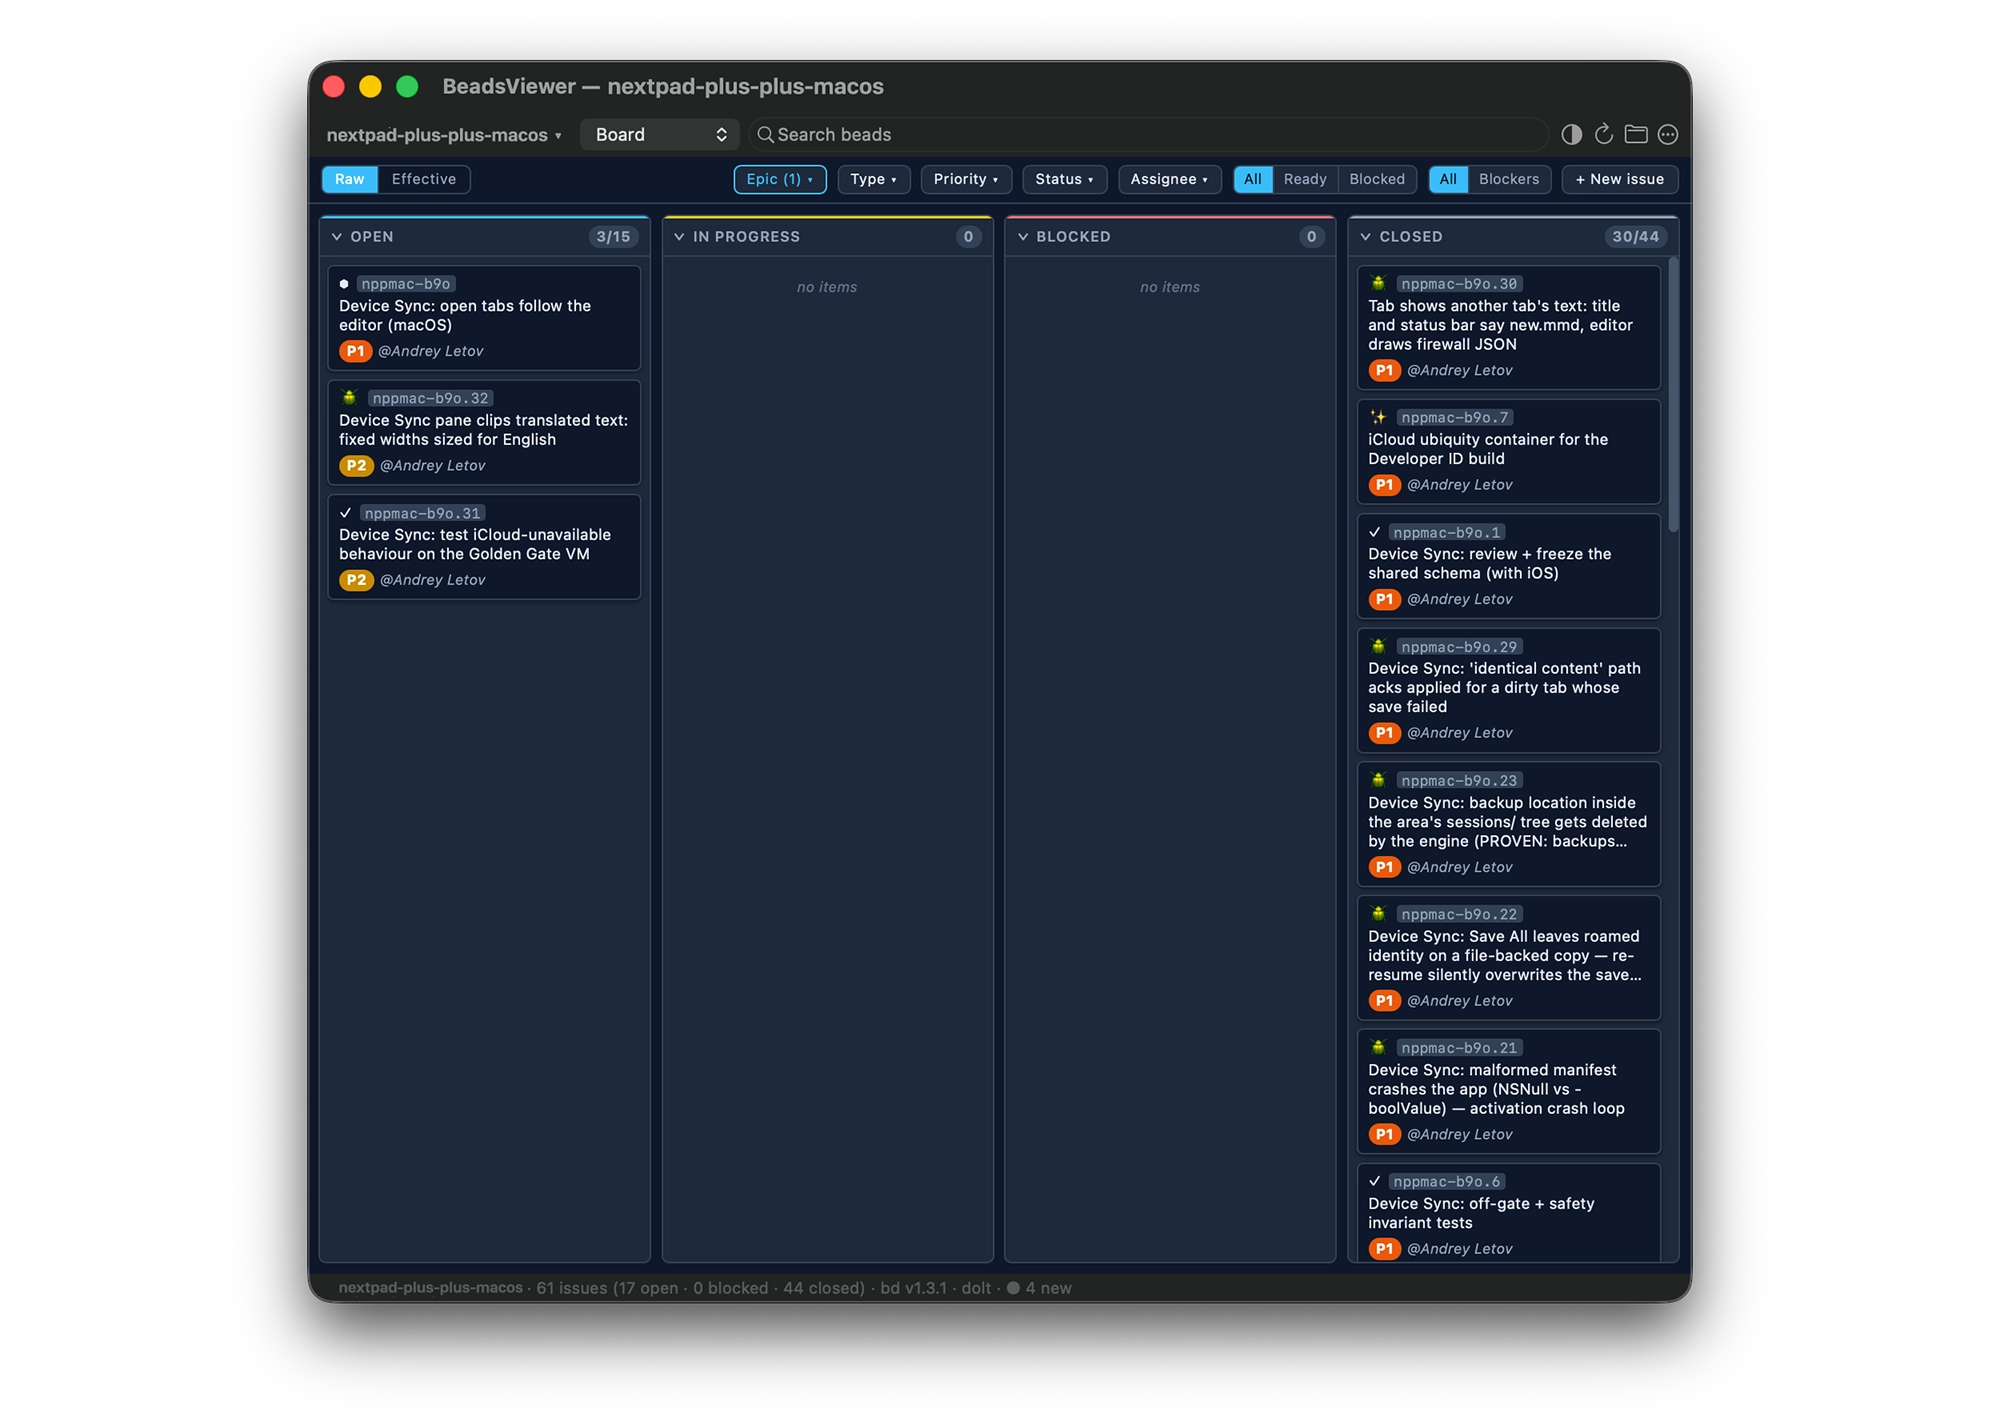 BeadsViewer — nextpad-plus-plus-macos
nextpad-plus-plus-macos
Board
Search beads
Raw
Effective
Epic (1)
Type
Priority
Status
Assignee
All
Ready
Blocked
All
Blockers
+ New issue
OPEN
3/15
nppmac-b9o
Device Sync: open tabs follow the
editor (macOS)
P1 @Andrey Letov
nppmac-b9o.32
Device Sync pane clips translated text:
fixed widths sized for English
P2 @Andrey Letov
nppmac-b9o.31
Device Sync: test iCloud-unavailable
behaviour on the Golden Gate VM
P2 @Andrey Letov
IN PROGRESS
0
no items
BLOCKED
0
no items
CLOSED
30/44
nppmac-b9o.30
Tab shows another tab's text: title
and status bar say new.mmd, editor
draws firewall JSON
P1 @Andrey Letov
nppmac-b9o.7
iCloud ubiquity container for the
Developer ID build
P1 @Andrey Letov
nppmac-b9o.1
Device Sync: review + freeze the
shared schema (with iOS)
P1 @Andrey Letov
nppmac-b9o.29
Device Sync: 'identical content' path
acks applied for a dirty tab whose
save failed
P1 @Andrey Letov
nppmac-b9o.23
Device Sync: backup location inside
the area's sessions/ tree gets deleted
by the engine (PROVEN: backups...
P1 @Andrey Letov
nppmac-b9o.22
Device Sync: Save All leaves roamed
identity on a file-backed copy — re-
resume silently overwrites the save...
P1 @Andrey Letov
nppmac-b9o.21
Device Sync: malformed manifest
crashes the app (NSNull vs -
boolValue) — activation crash loop
P1 @Andrey Letov
nppmac-b9o.6
Device Sync: off-gate + safety
invariant tests
P1 @Andrey Letov
nextpad-plus-plus-macos · 61 issues (17 open · 0 blocked · 44 closed) · bd v1.3.1 · dolt · 4 new